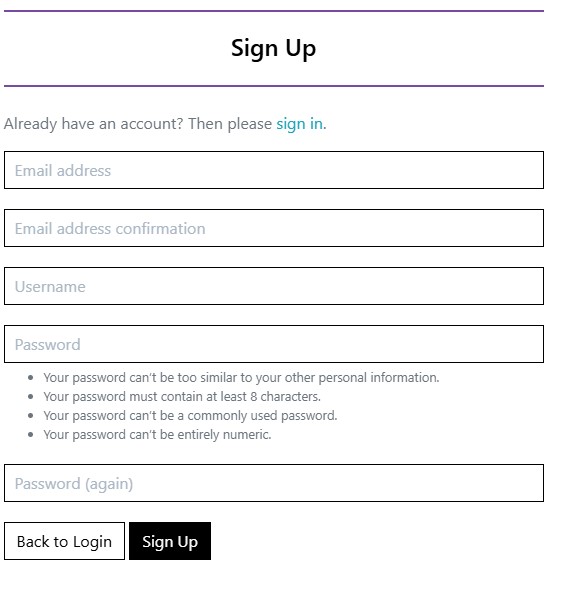 Sign Up
Already have an account? Then please sign in.
Email address
Email address confirmation
Username
Password
• Your password can't be too similar to your other personal information.
• Your password must contain at least 8 characters.
• Your password can't be a commonly used password.
• Your password can't be entirely numeric.
Password (again)
Back to Login Sign Up